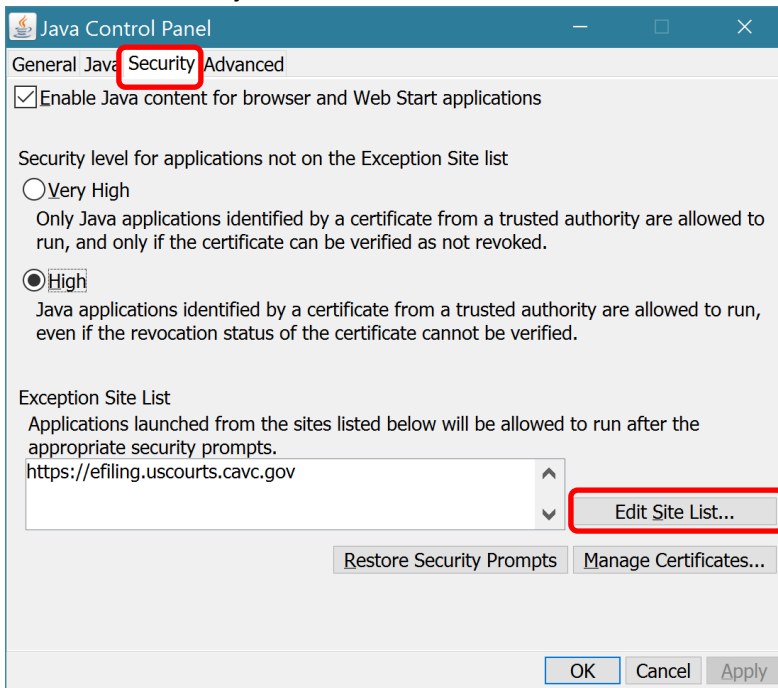 Java Control Panel
General Java Security Advanced
Enable Java content for browser and Web Start applications
Security level for applications not on the Exception Site list
Very High
Only Java applications identified by a certificate from a trusted authority are allowed to
run, and only if the certificate can be verified as not revoked.
High
Java applications identified by a certificate from a trusted authority are allowed to run,
even if the revocation status of the certificate cannot be verified.
Exception Site List
Applications launched from the sites listed below will be allowed to run after the
appropriate security prompts.
https://efiling.uscourts.cavc.gov
Edit Site List...
Restore Security Prompts Manage Certificates...
OK Cancel Apply